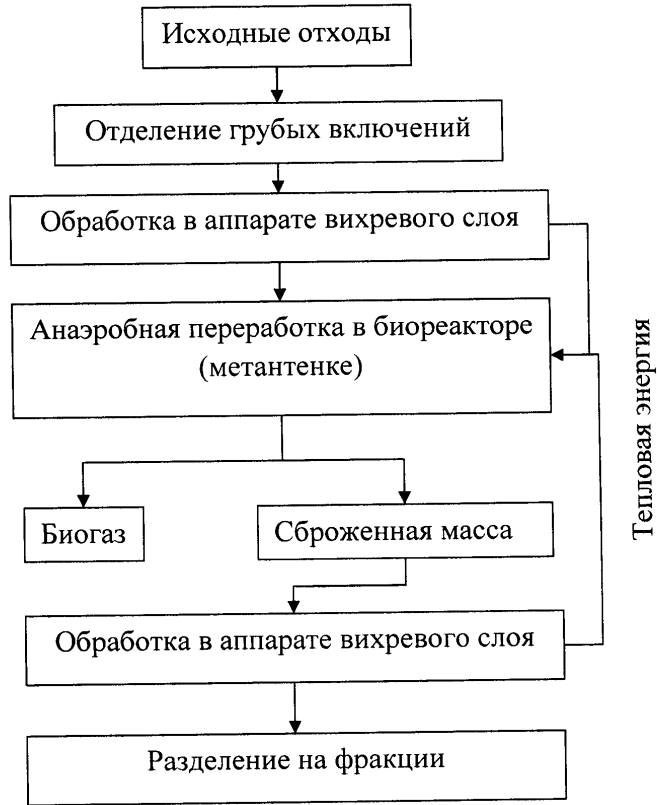 Исходные отходы
Отделение грубых включений
Обработка в аппарате вихревого слоя
Анаэробная переработка в биореакторе
(метантенке)
Тепловая энергия
Биогаз
Сброженная масса
Обработка в аппарате вихревого слоя
Разделение на фракции